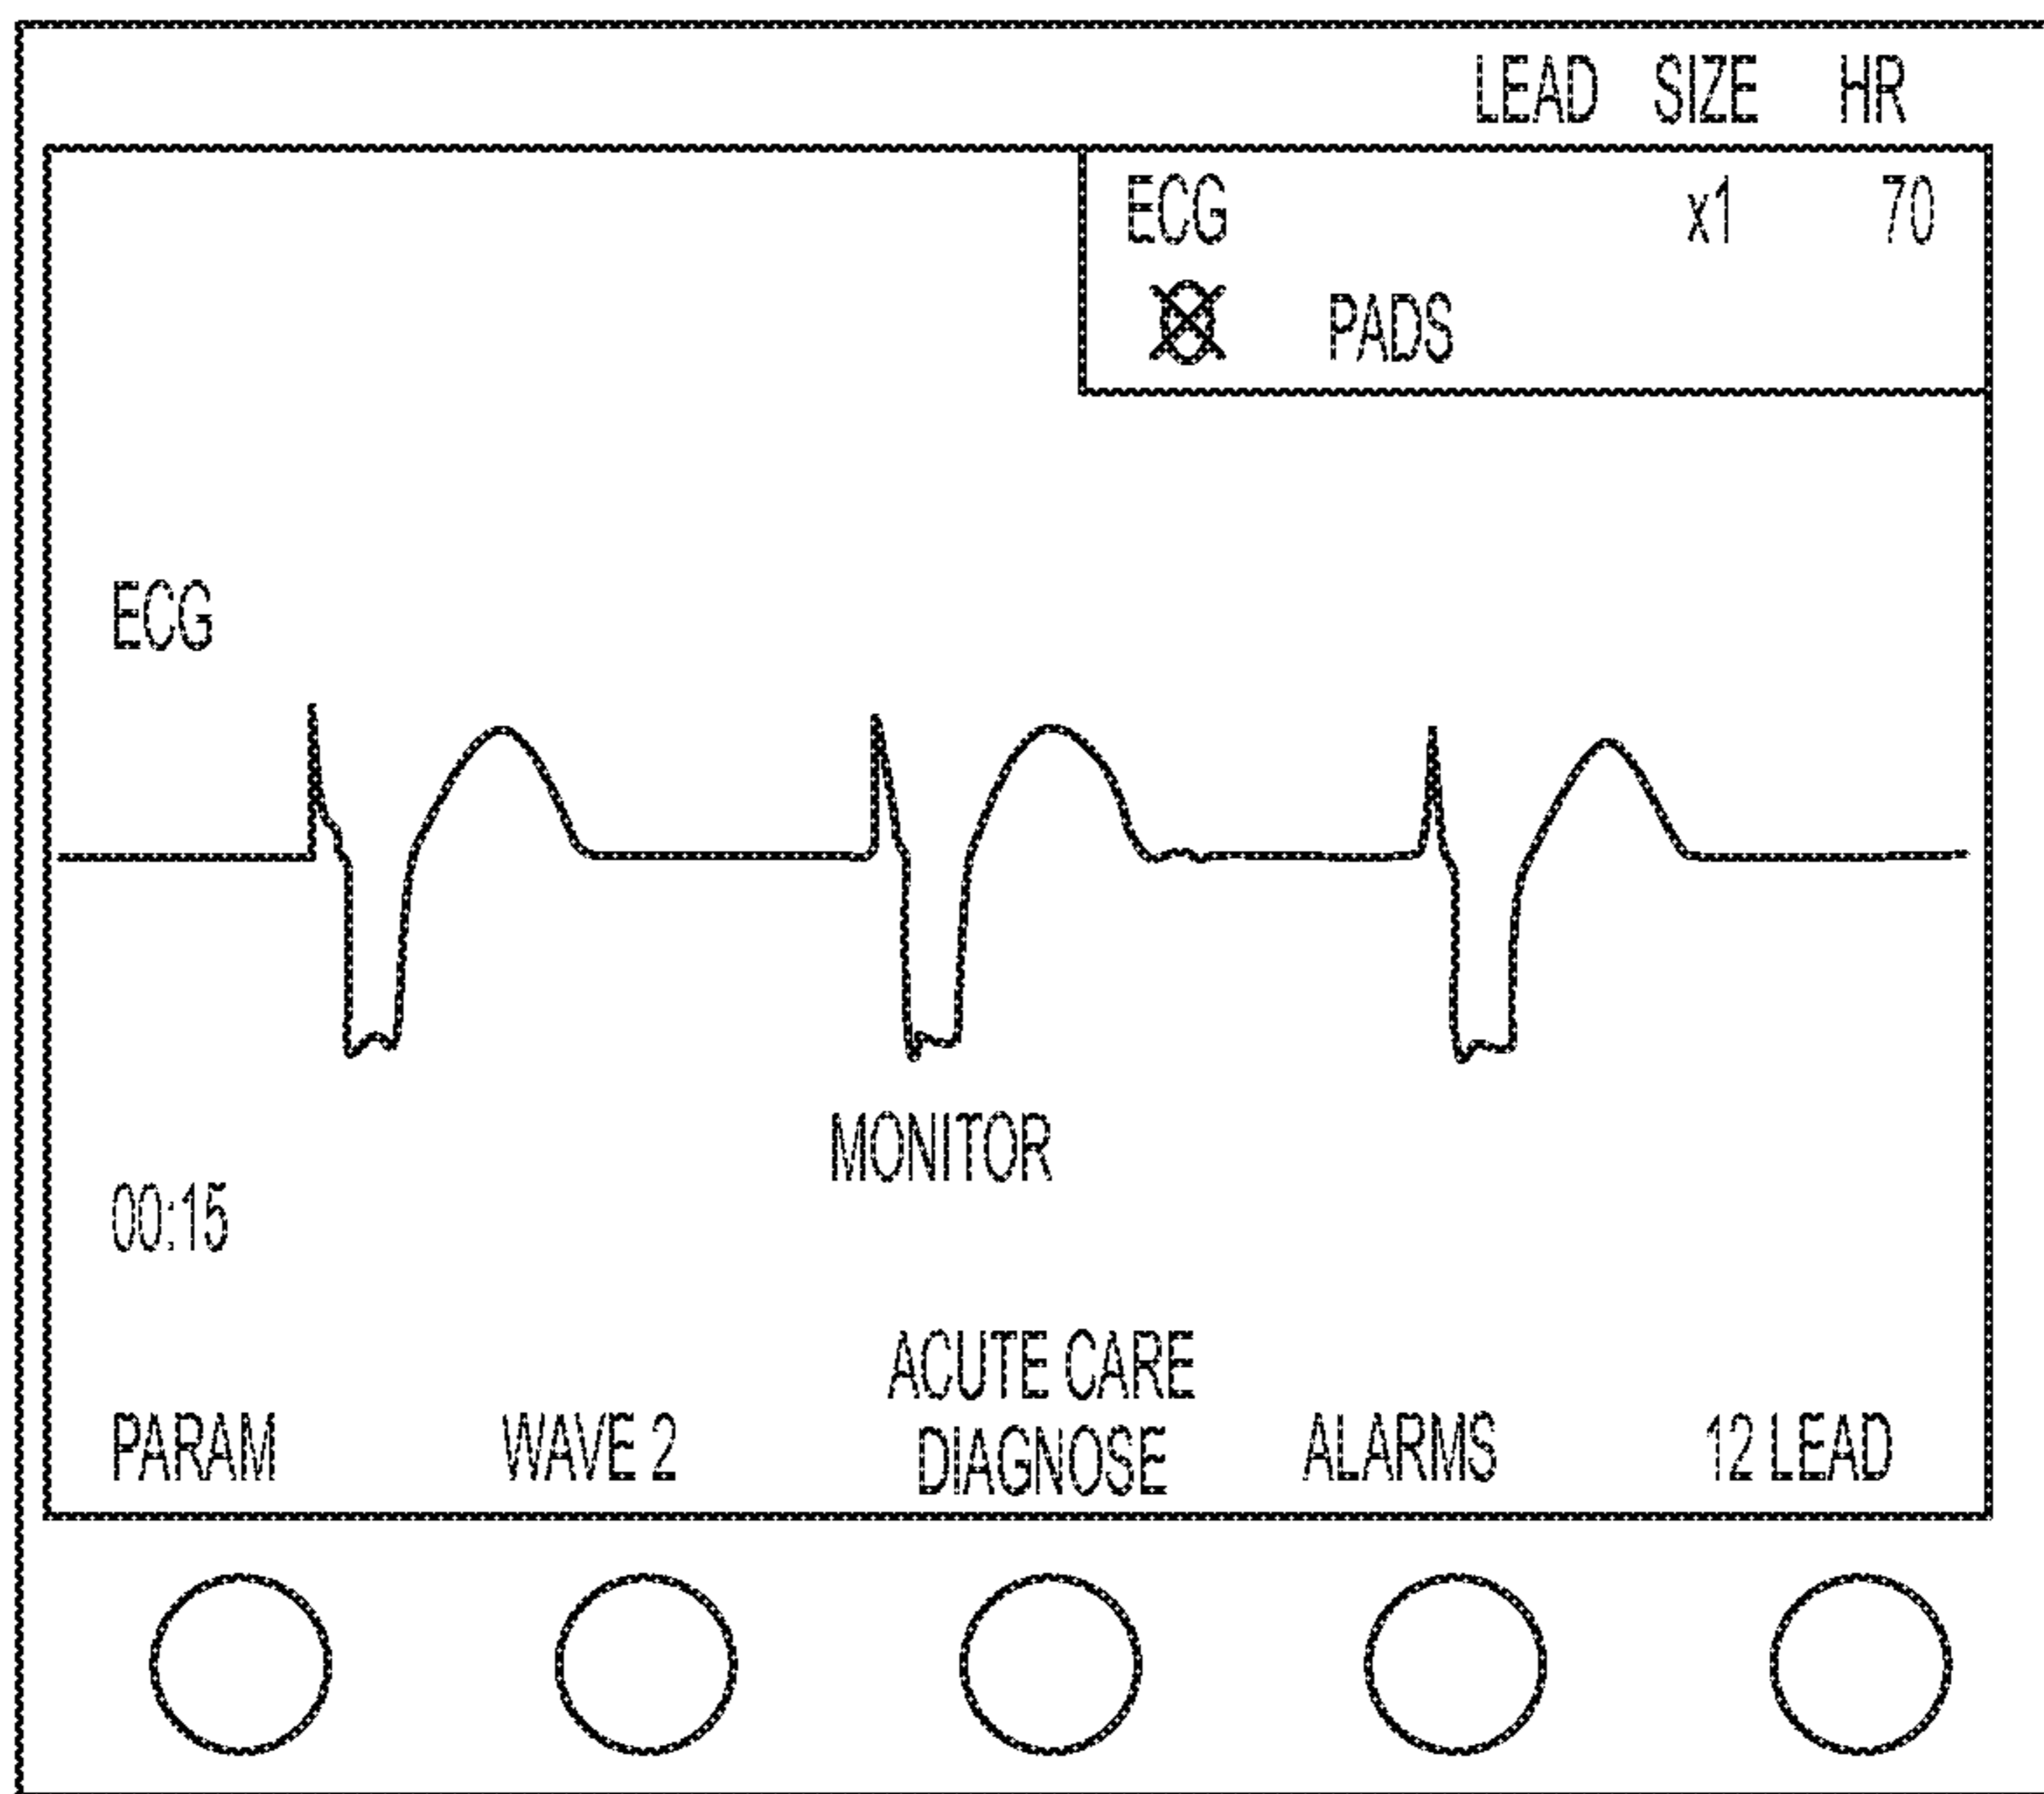 LEAD SIZE HR
ECG x1 70
PADS
ECG
MONITOR
00:15
ACUTE CARE
PARAM WAVE 2 DIAGNOSE ALARMS 12 LEAD